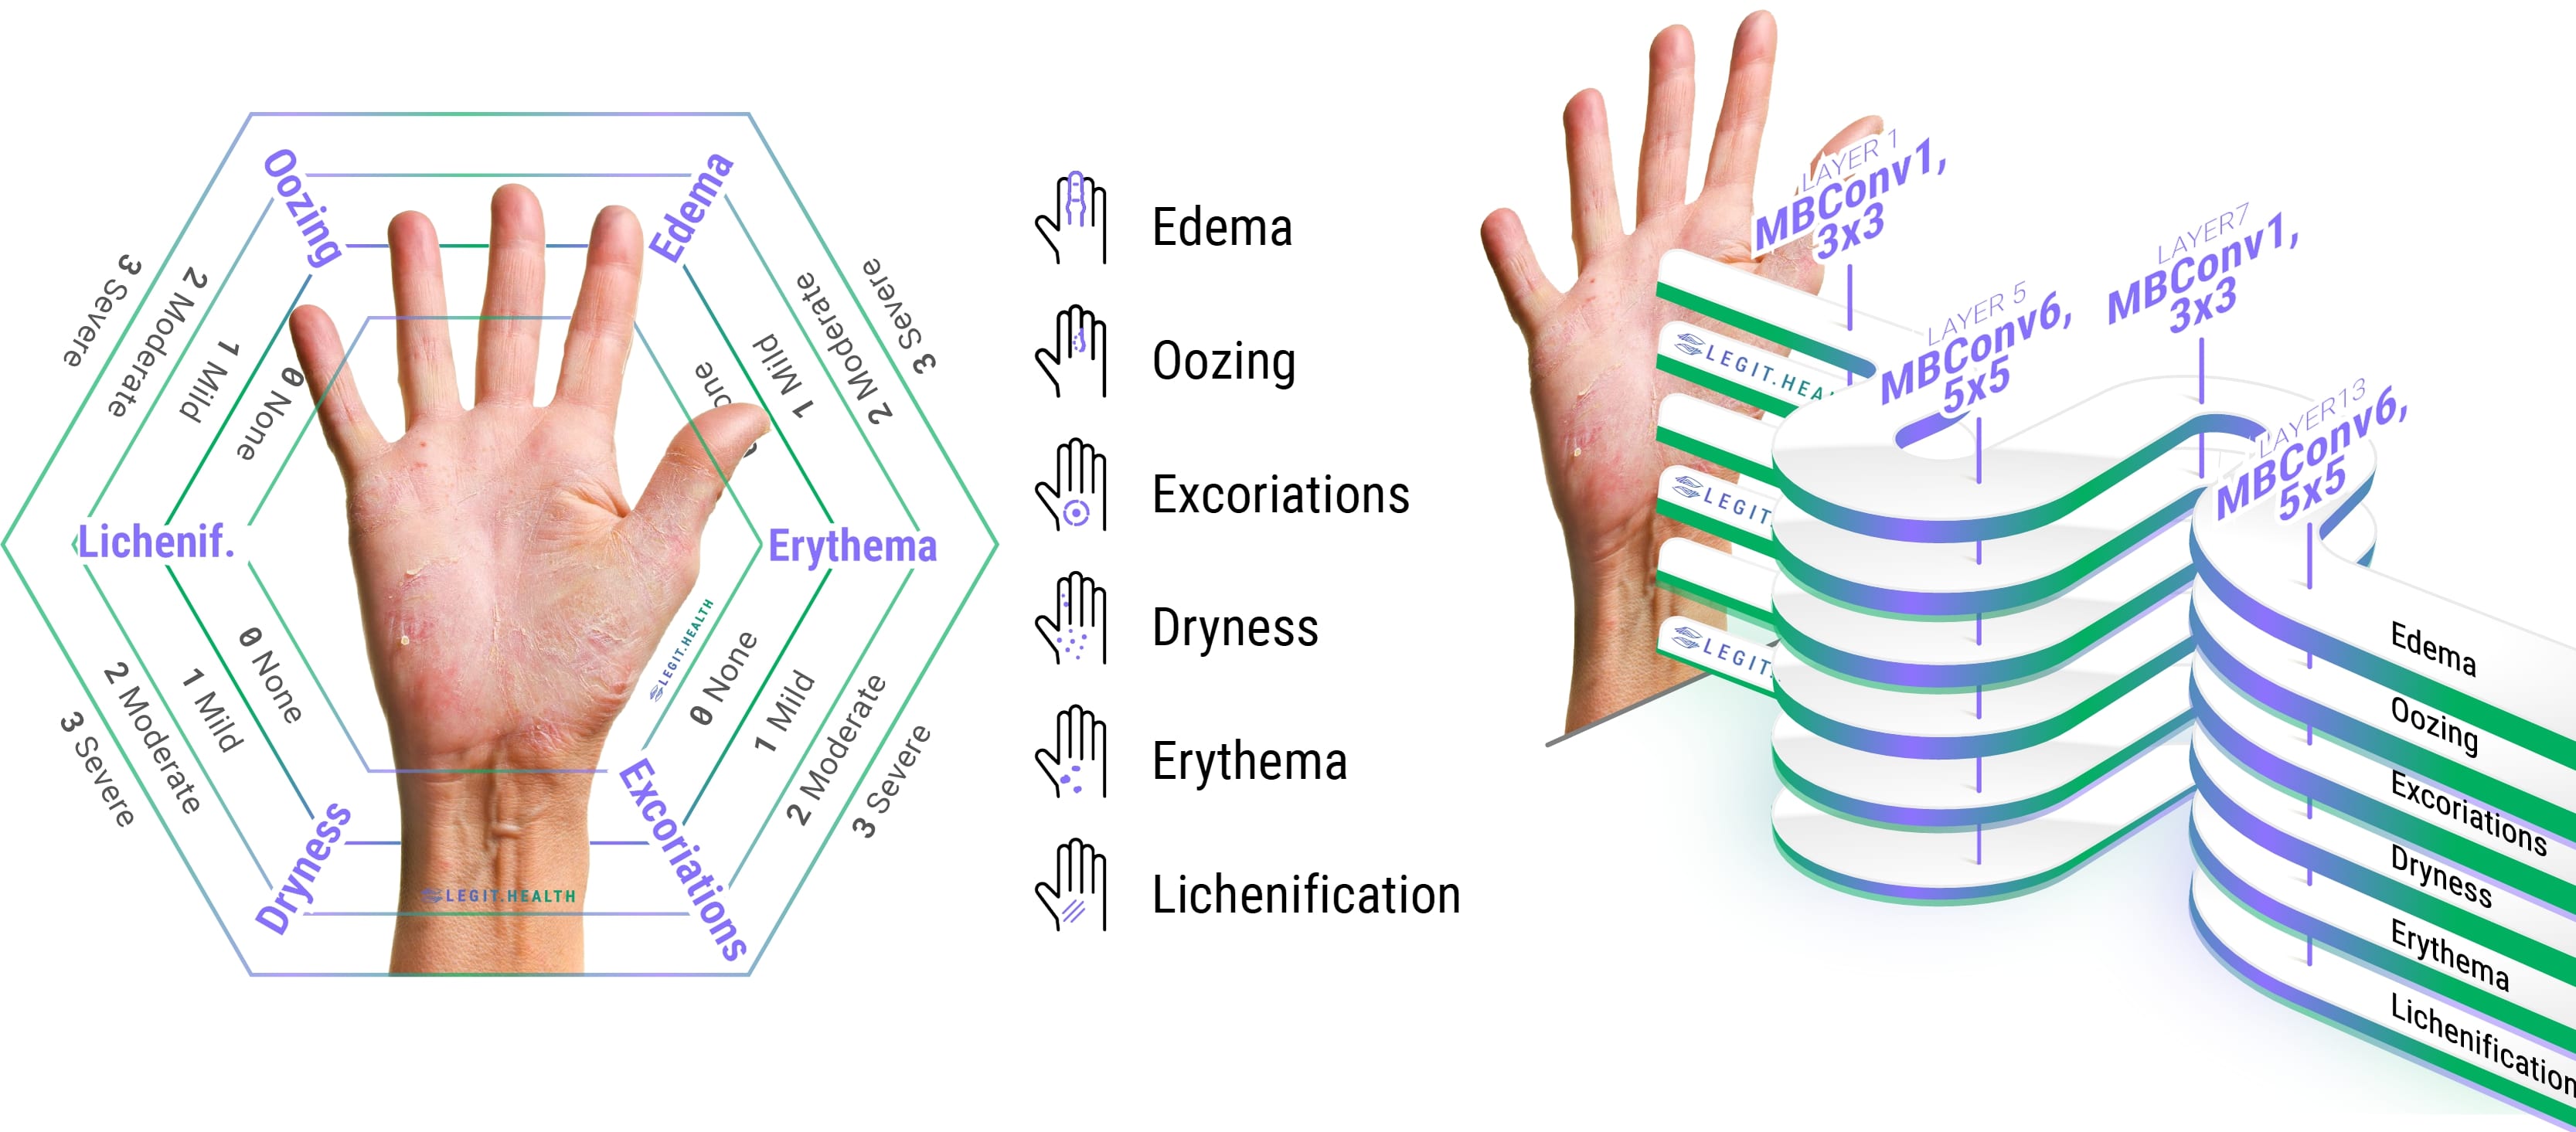 Oozing
Edema
3 Severe
2 Moderate
1 Mild
0 None
3 Severe
2 Moderate
1 Mild
one
Lichenif.
Erythema
0 None
1 Mild
2 Moderate
3 Severe
0 None
1 Mild
2 Moderate
3 Severe
LEGIT.HEALTH
Dryness
Excoriations
LEGIT.HEALTH
Edema
Oozing
Excoriations
Dryness
Erythema
Lichenification
LAYER 1
MBConv1,
3x3
LAYER 5
MBConv6,
5x5
LAYER7
MBConv1,
3x3
LAYER13
MBConv6,
5x5
LEGIT.HEA
LEGIT
LEGIT.
Edema
Oozing
Excoriations
Dryness
Erythema
Lichenification